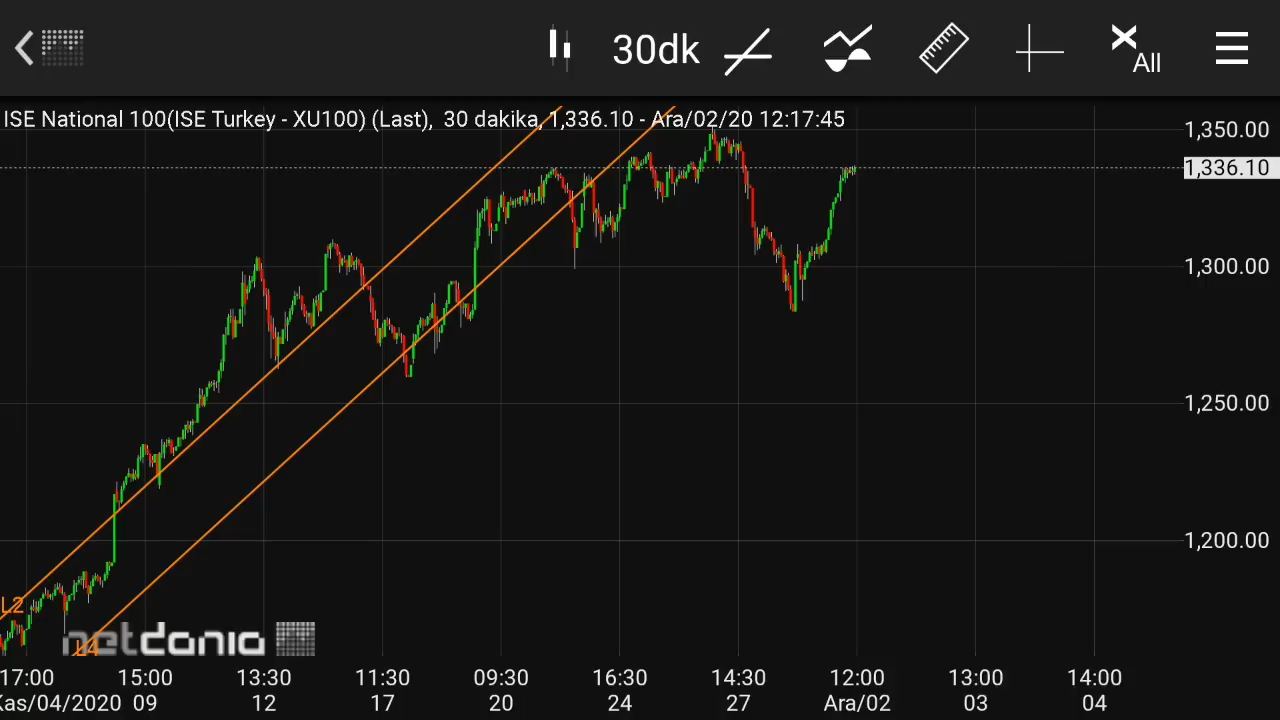 30dk
All
ISE National 100(ISE Turkey - XU100) (Last), 30 dakika, 1,336.10 - Ara/02/20 12:17:45
1,350.00
1,336.10
1,300.00
1,250.00
1,200.00
L2
L4
netdania
17:00 15:00 13:30 11:30 09:30 16:30 14:30 12:00 13:00 14:00
Kas/04/2020 09 12 17 20 24 27 Ara/02 03 04